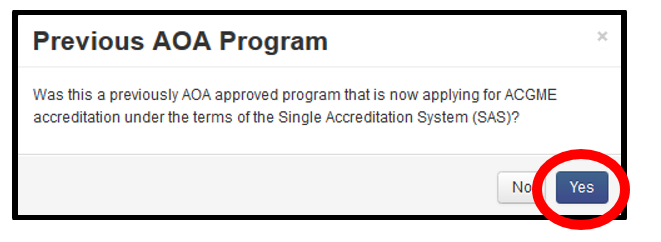 Previous AOA Program ×
Was this a previously AOA approved program that is now applying for ACGME
accreditation under the terms of the Single Accreditation System (SAS)?
No Yes